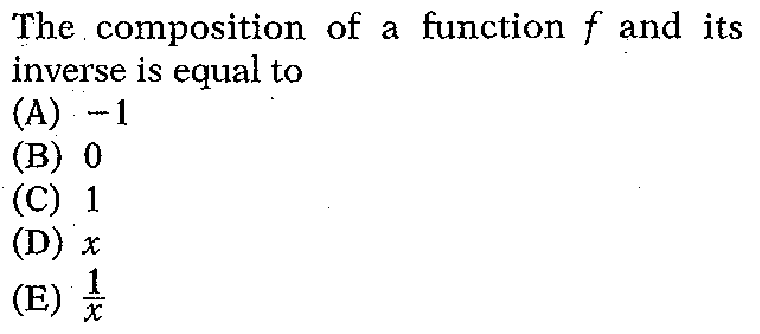 The composition of a function f and its
inverse is equal to
(A) −1
(B) 0
(C) 1
(D) x
(E) 1/x